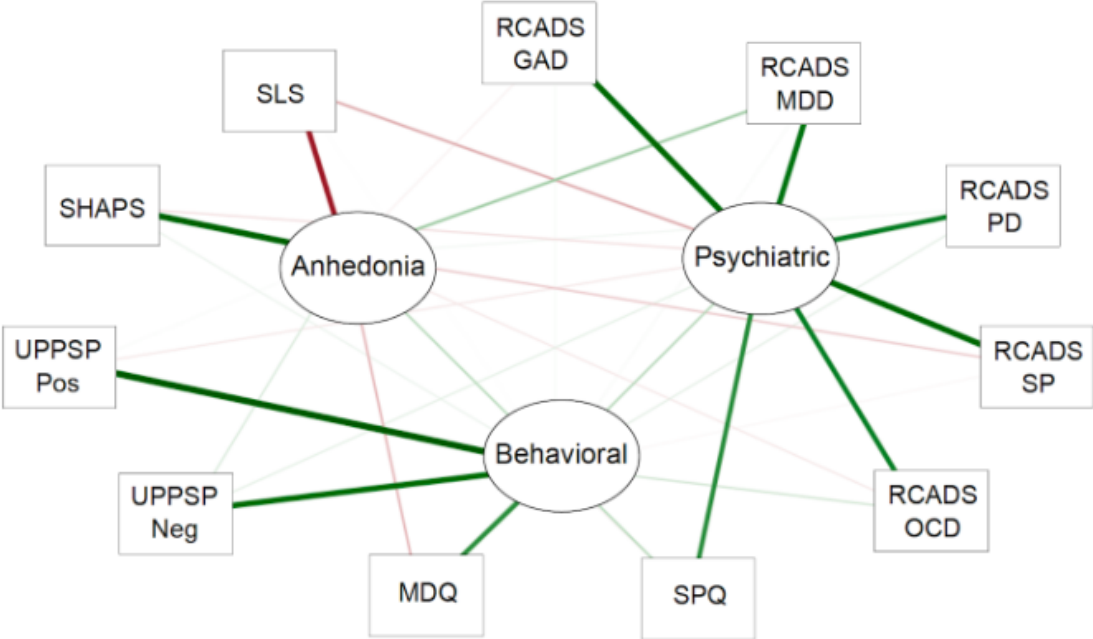 RCADS
GAD
RCADS
MDD
SLS
SHAPS
RCADS
PD
Anhedonia
Psychiatric
UPPSP
Pos
RCADS
SP
Behavioral
UPPSP
Neg
RCADS
OCD
MDQ
SPQ